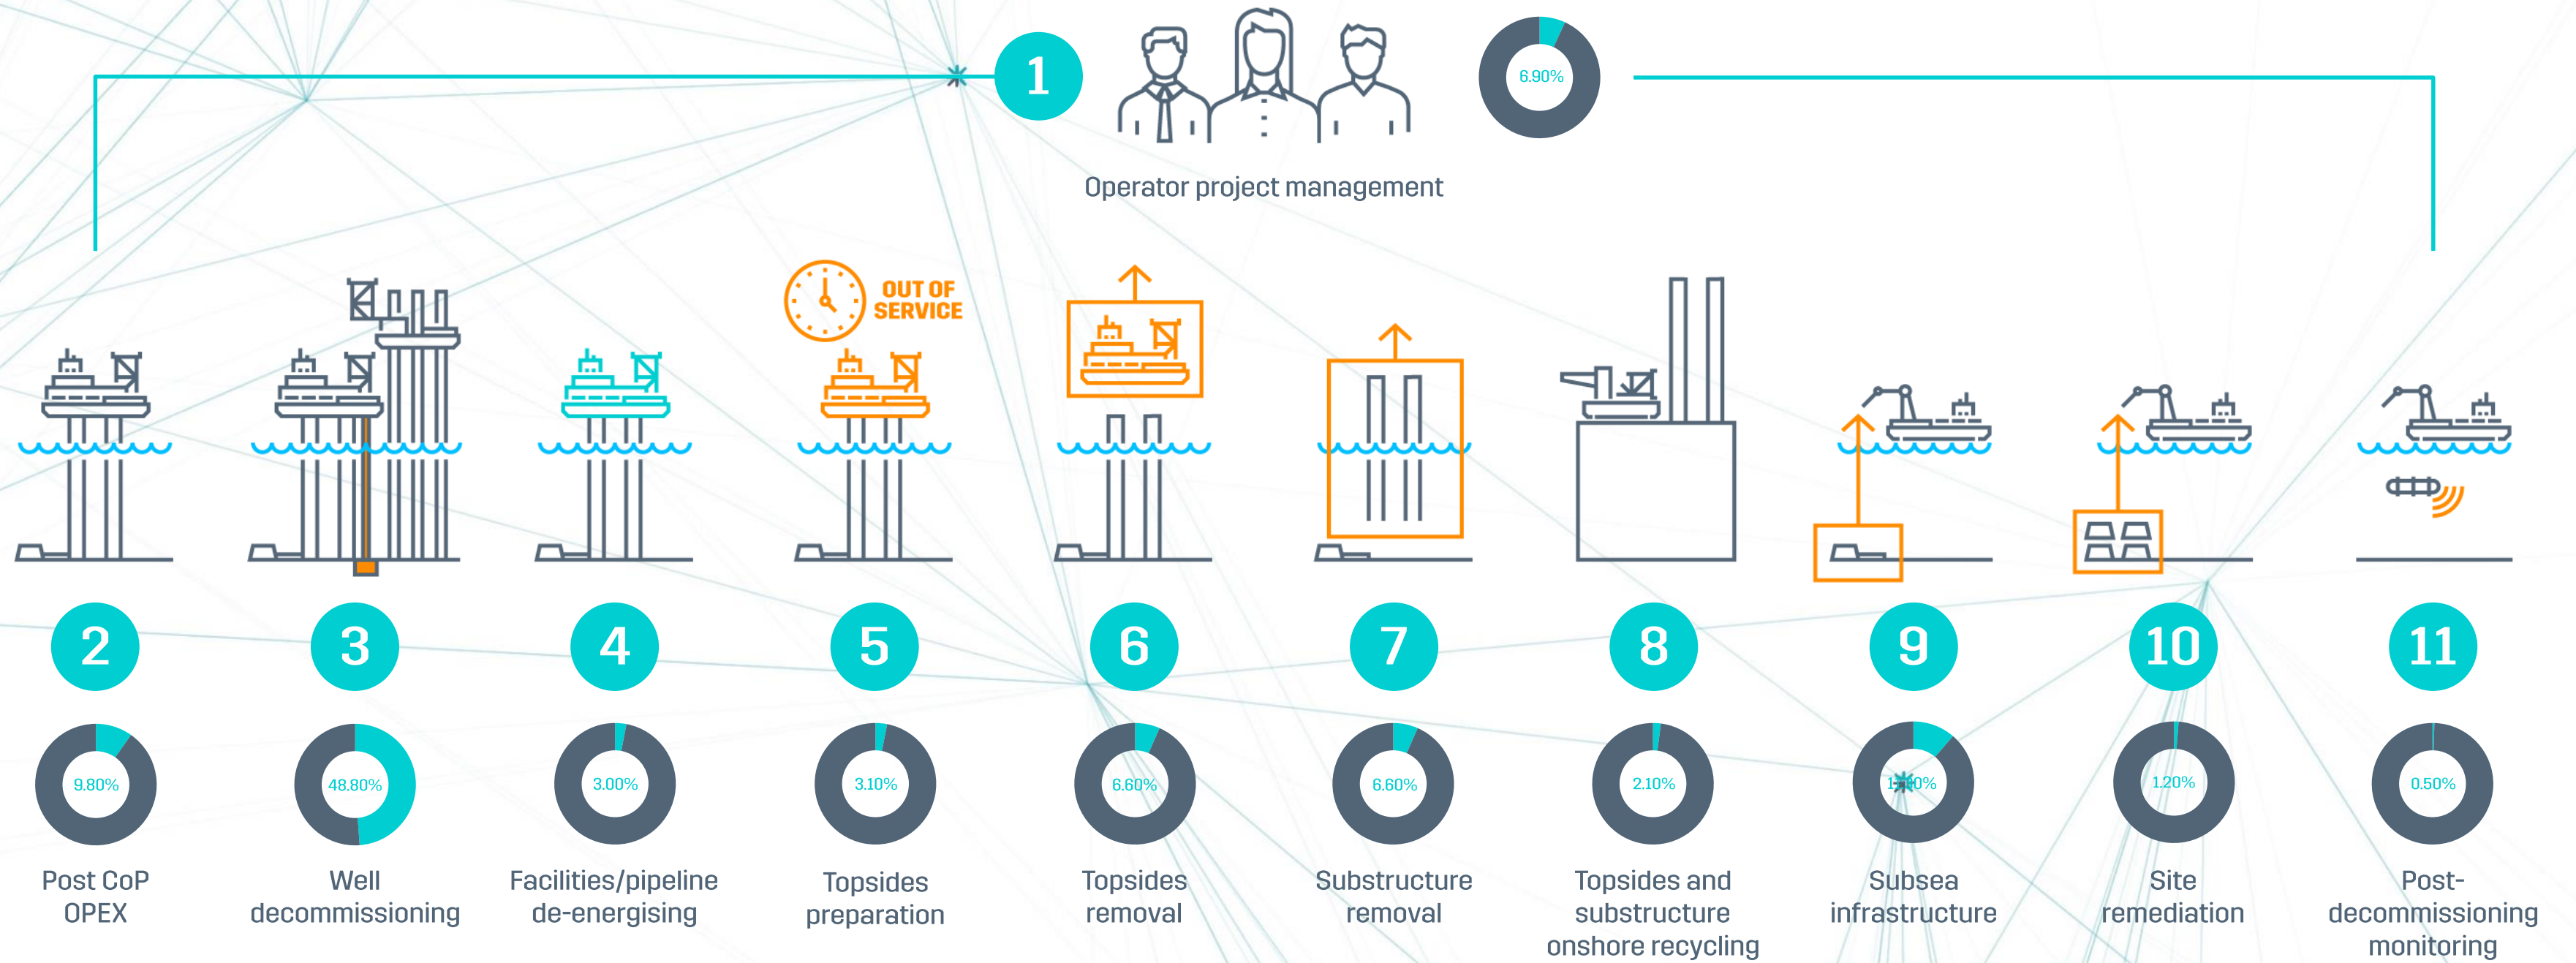 1
6.90%
Operator project management
OUT OF
SERVICE
2
3
4
5
6
7
8
9
10
11
9.80%
48.80%
3.00%
3.10%
6.60%
6.60%
2.10%
1.20%
0.50%
Post CoP
OPEX
Well
decommissioning
Facilities/pipeline
de-energising
Topsides
preparation
Topsides
removal
Substructure
removal
Topsides and
substructure
onshore recycling
Subsea
infrastructure
Site
remediation
Post-
decommissioning
monitoring